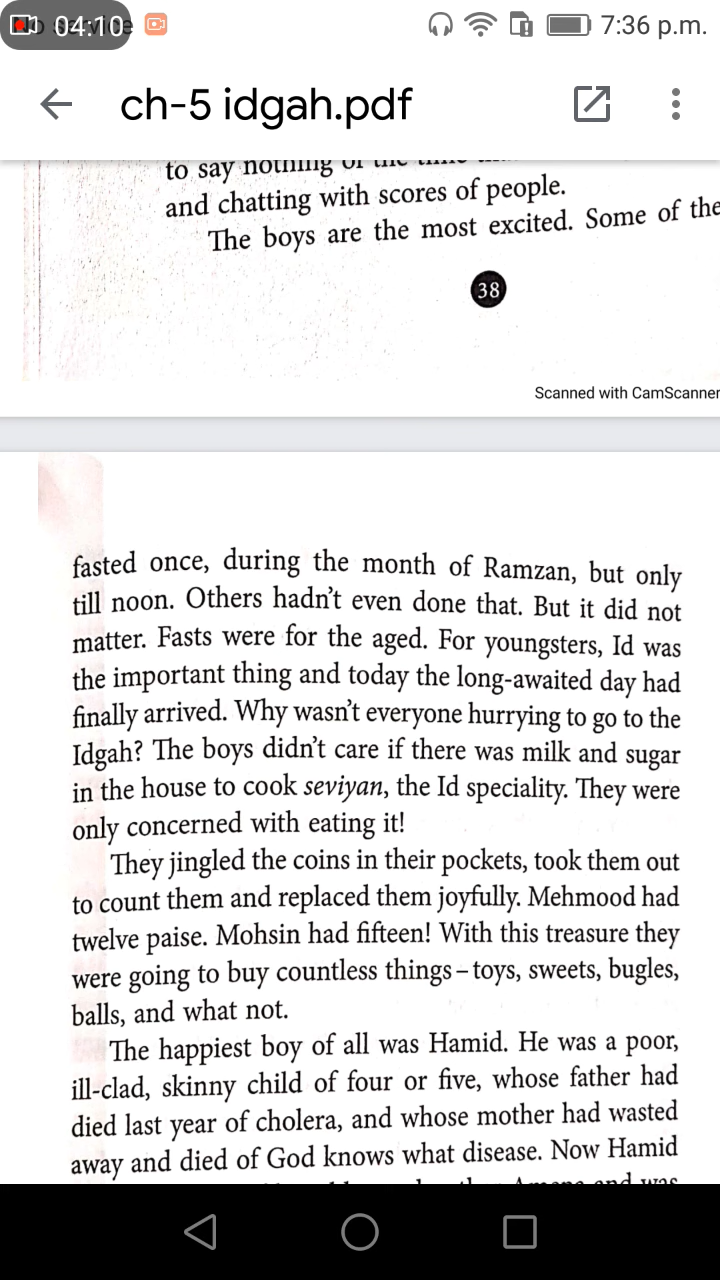 04:10
7:36 p.m.
ch-5 idgah.pdf
to say nothing of the time
and chatting with scores of people.
The boys are the most excited. Some of the
38
Scanned with CamScanner
fasted once, during the month of Ramzan, but only
till noon. Others hadn't even done that. But it did not
matter. Fasts were for the aged. For youngsters, Id was
the important thing and today the long-awaited day had
finally arrived. Why wasn't everyone hurrying to go to the
Idgah? The boys didn't care if there was milk and sugar
in the house to cook seviyan, the Id speciality. They were
only concerned with eating it!
They jingled the coins in their pockets, took them out
to count them and replaced them joyfully. Mehmood had
twelve paise. Mohsin had fifteen! With this treasure they
were going to buy countless things – toys, sweets, bugles,
balls, and what not.
The happiest boy of all was Hamid. He was a poor,
ill-clad, skinny child of four or five, whose father had
died last year of cholera, and whose mother had wasted
away and died of God knows what disease. Now Hamid
and was